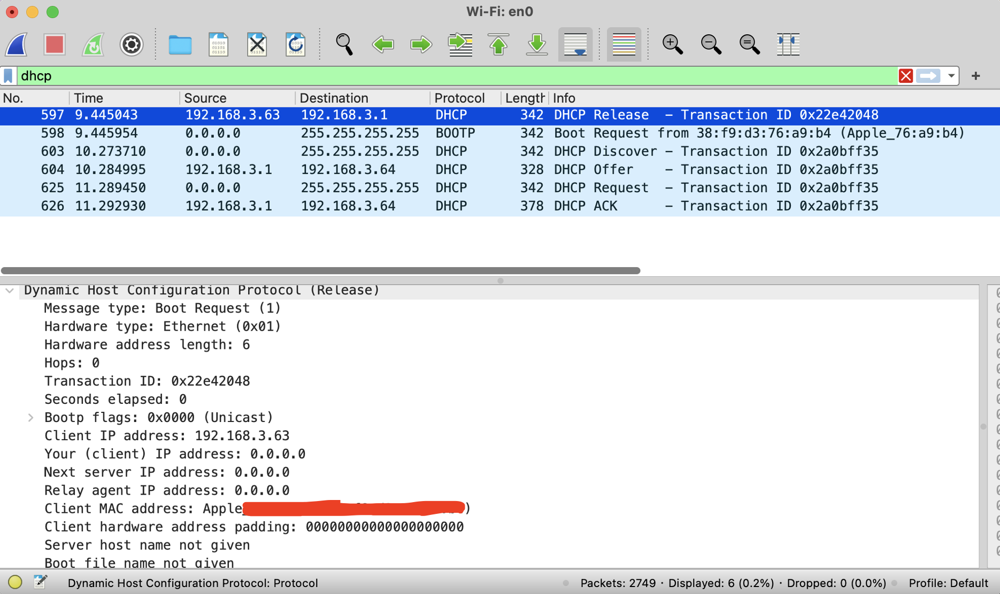 Wi-Fi: en0
dhcp
No. Time Source Destination Protocol Length Info
597 9.445043 192.168.3.63 192.168.3.1 DHCP 342 DHCP Release – Transaction ID 0x22e42048
598 9.445954 0.0.0.0 255.255.255.255 BOOTP 342 Boot Request from 38:f9:d3:76:a9:b4 (Apple_76:a9:b4)
603 10.273710 0.0.0.0 255.255.255.255 DHCP 342 DHCP Discover – Transaction ID 0x2a0bff35
604 10.284995 192.168.3.1 192.168.3.64 DHCP 328 DHCP Offer – Transaction ID 0x2a0bff35
625 11.289450 0.0.0.0 255.255.255.255 DHCP 342 DHCP Request – Transaction ID 0x2a0bff35
626 11.292930 192.168.3.1 192.168.3.64 DHCP 378 DHCP ACK – Transaction ID 0x2a0bff35
Dynamic Host Configuration Protocol (Release)
Message type: Boot Request (1)
Hardware type: Ethernet (0x01)
Hardware address length: 6
Hops: 0
Transaction ID: 0x22e42048
Seconds elapsed: 0
Bootp flags: 0x0000 (Unicast)
Client IP address: 192.168.3.63
Your (client) IP address: 0.0.0.0
Next server IP address: 0.0.0.0
Relay agent IP address: 0.0.0.0
Client MAC address: Apple_ )
Client hardware address padding: 00000000000000000000
Server host name not given
Boot file name not given
Dynamic Host Configuration Protocol: Protocol Packets: 2749 · Displayed: 6 (0.2%) · Dropped: 0 (0.0%) Profile: Default